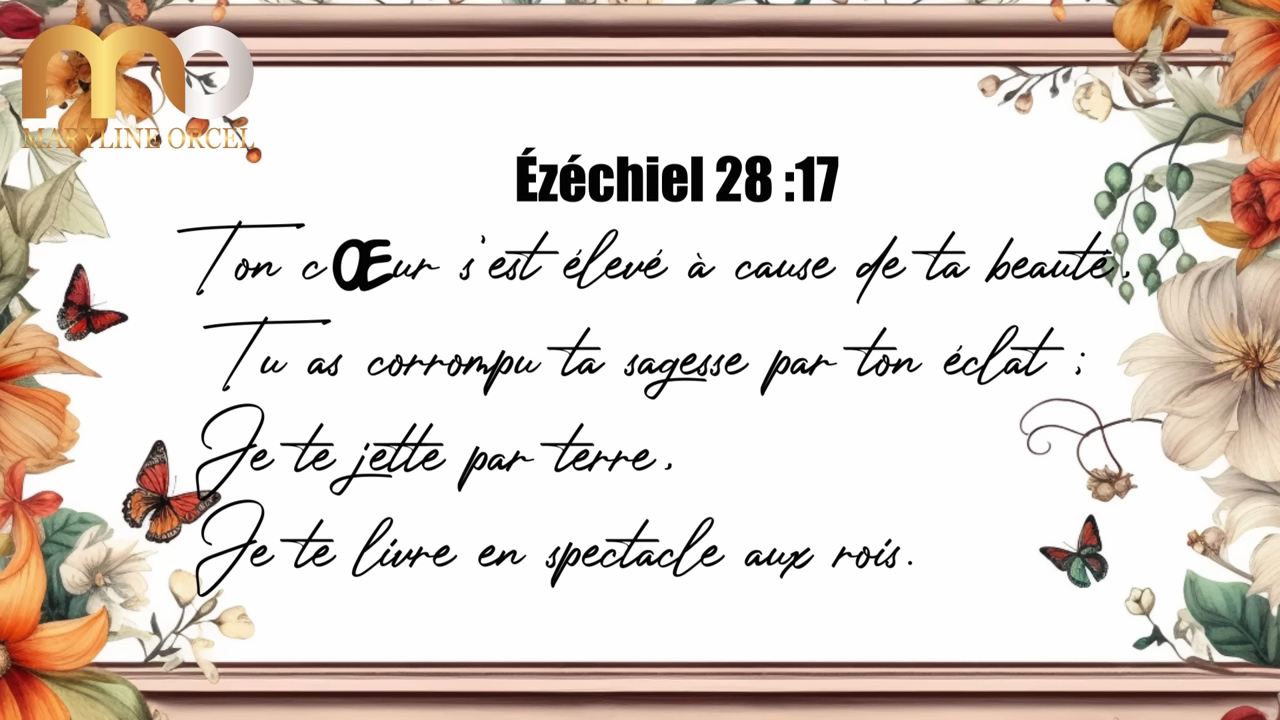 MO
MARYLINE ORCEL
Ézéchiel 28 :17
Ton cŒur s'est élevé à cause de ta beauté,
Tu as corrompu ta sagesse par ton éclat ;
Je te jette par terre,
Je te livre en spectacle aux rois.